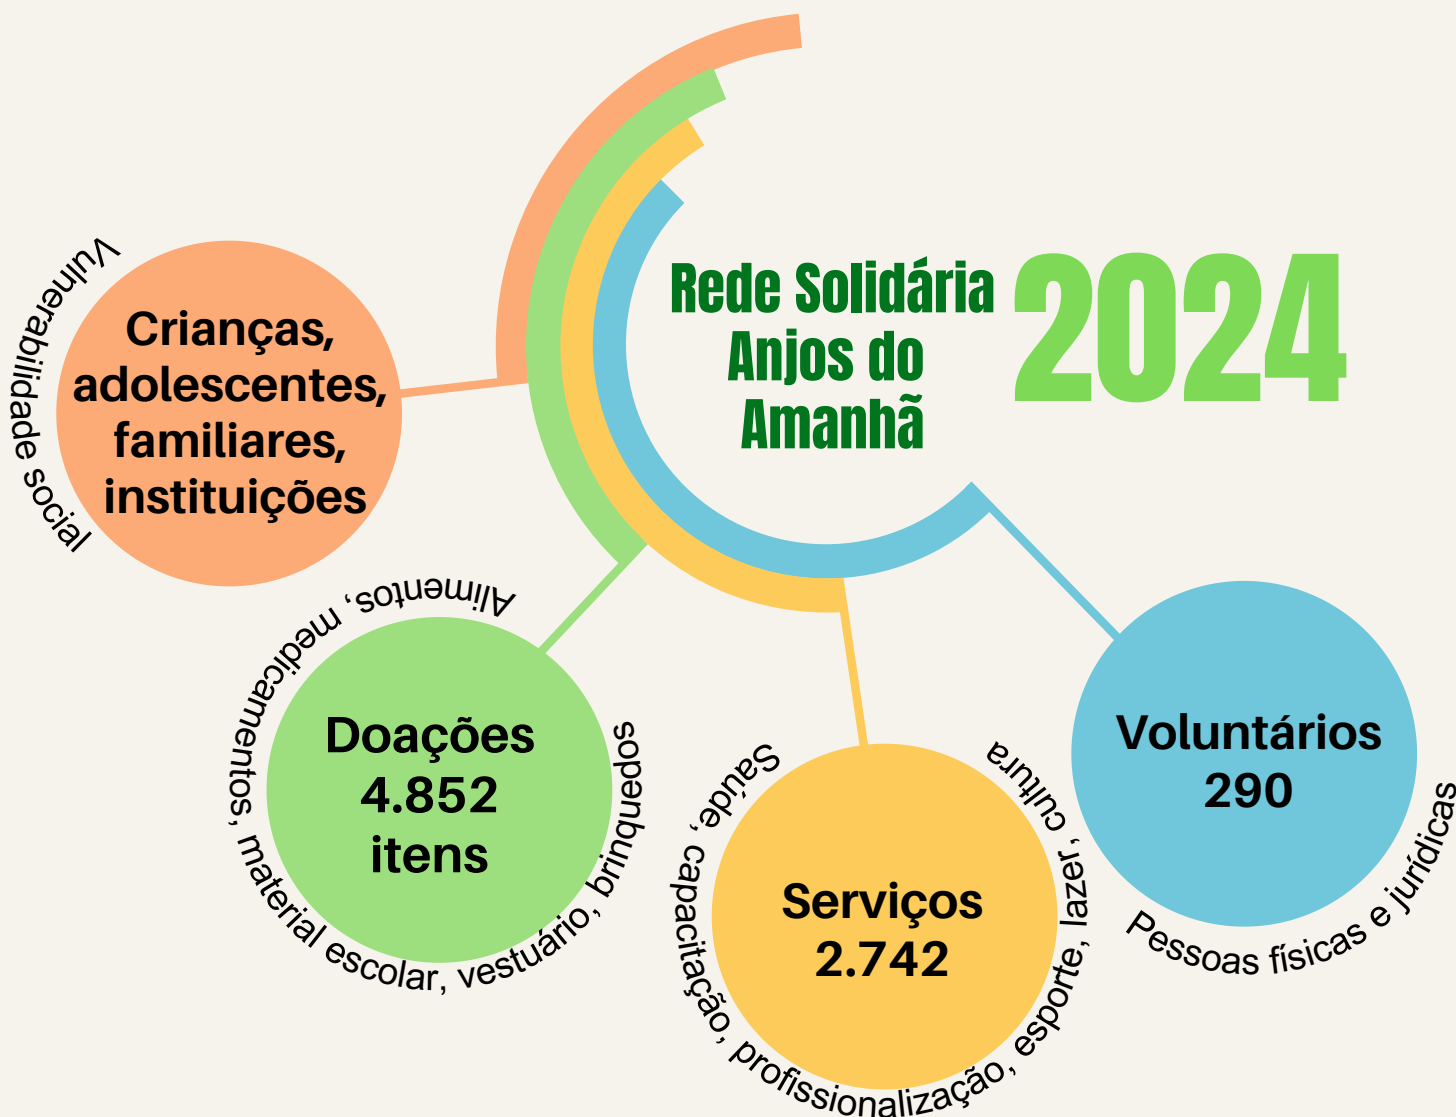 Rede Solidária
Anjos do
Amanhã
2024
Vulnerabilidade social
Crianças,
adolescentes,
familiares,
instituições
Alimentos, medicamentos, material escolar, vestuário, brinquedos
Doações
4.852
itens
Saúde, capacitação, profissionalização, esporte, lazer, cultura
Serviços
2.742
Voluntários
290
Pessoas físicas e jurídicas